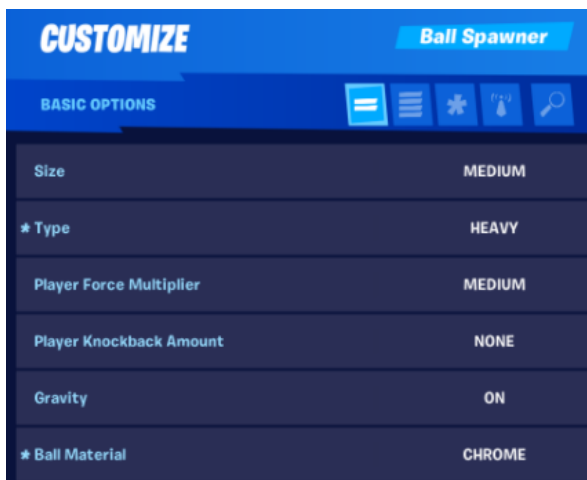 CUSTOMIZE
Ball Spawner
BASIC OPTIONS
Size MEDIUM
* Type HEAVY
Player Force Multiplier MEDIUM
Player Knockback Amount NONE
Gravity ON
* Ball Material CHROME